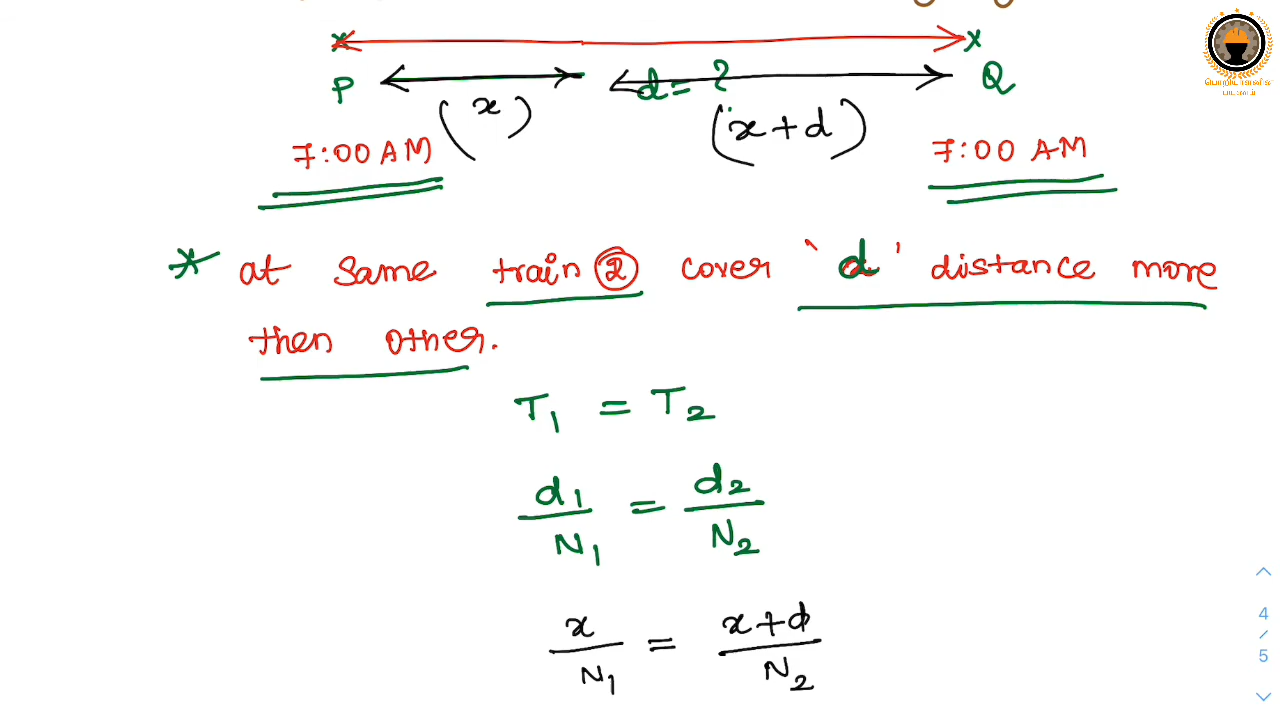 P
d = ?
Q
(x)
(x+d)
7:00 AM
7:00 AM
* at same train ② cover 'd' distance more
then other.
T₁ = T₂
d₁/N₁ = d₂/N₂
x/N₁ = x+d/N₂
4
/
5